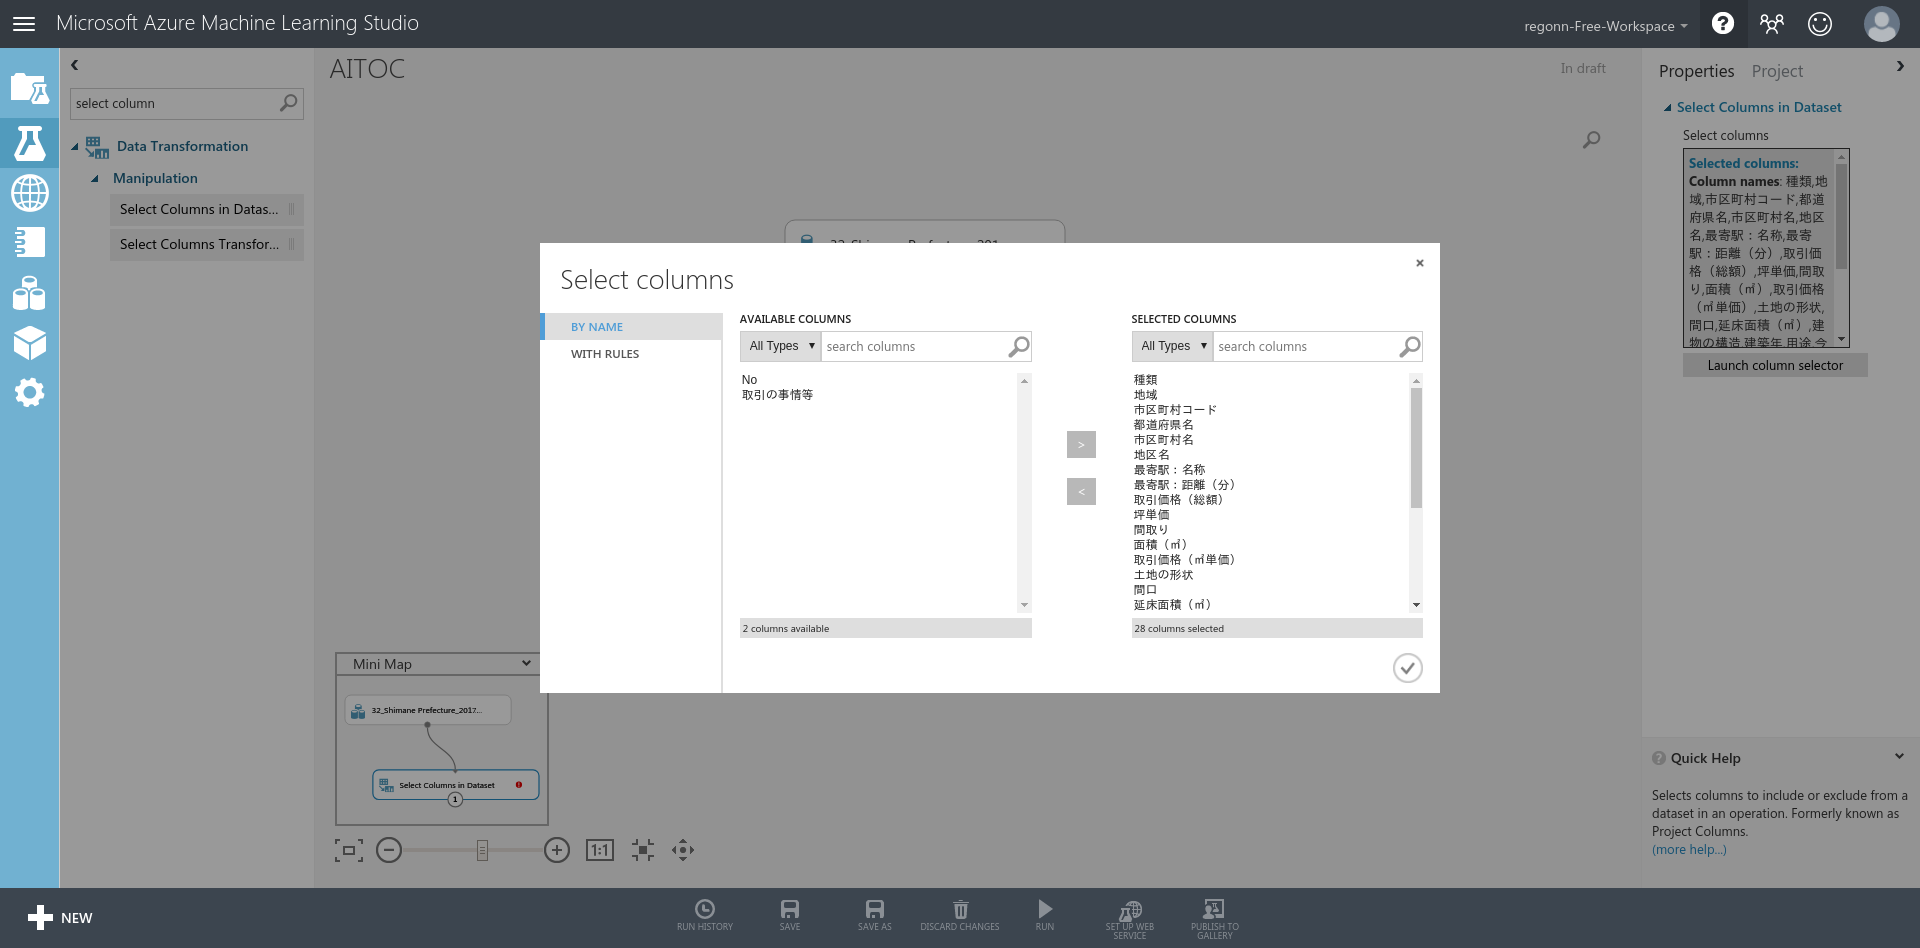 Microsoft Azure Machine Learning Studio
regonn-Free-Workspace
select column
Data Transformation
Manipulation
Select Columns in Datas...
Select Columns Transfor...
AITOC
In draft
Properties
Project
Select Columns in Dataset
Select columns
Selected columns:
Column names: 種類,地
域,市区町村コード,都道
府県名,市区町村名,地区
名,最寄駅：名称,最寄
駅：距離（分）,取引価
格（総額）,坪単価,間取
り,面積（㎡）,取引価格
（㎡単価）,土地の形状,
間口,延床面積（㎡）,建
物の構造,建築年,用途,今
Launch column selector
Select columns
BY NAME
WITH RULES
AVAILABLE COLUMNS
All Types
search columns
No
取引の事情等
2 columns available
>
<
SELECTED COLUMNS
All Types
search columns
種類
地域
市区町村コード
都道府県名
市区町村名
地区名
最寄駅：名称
最寄駅：距離（分）
取引価格（総額）
坪単価
間取り
面積（㎡）
取引価格（㎡単価）
土地の形状
間口
延床面積（㎡）
28 columns selected
Mini Map
32_Shimane Prefecture_2017...
Select Columns in Dataset
1
1:1
Quick Help
Selects columns to include or exclude from a
dataset in an operation. Formerly known as
Project Columns.
(more help...)
NEW
RUN HISTORY
SAVE
SAVE AS
DISCARD CHANGES
RUN
SET UP WEB
SERVICE
PUBLISH TO
GALLERY